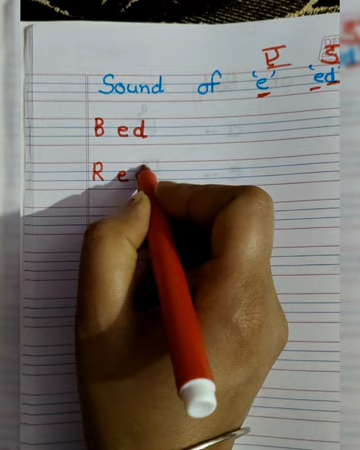 ए ड
Sound of 'e' 'ed'
Bed
Re